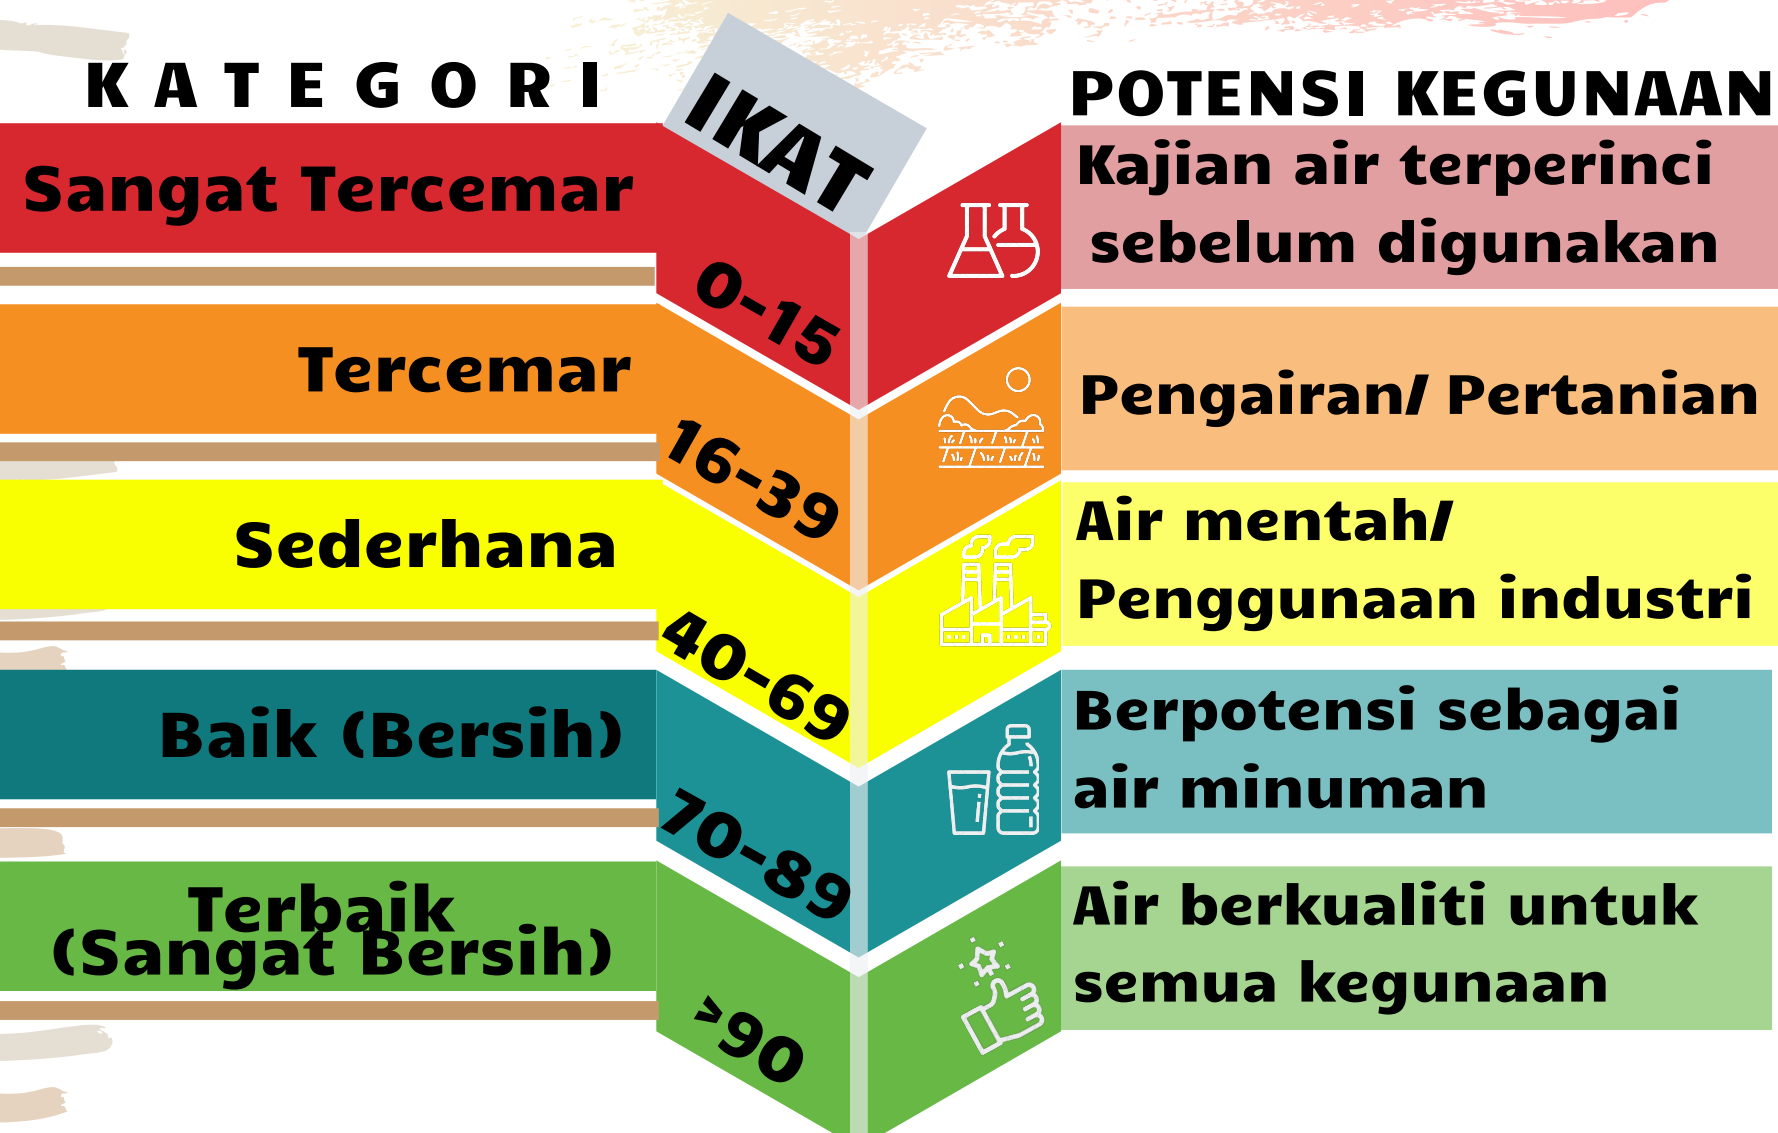 KATEGORI
IKAT
POTENSI KEGUNAAN
Sangat Tercemar
0-15
Kajian air terperinci
sebelum digunakan
Tercemar
16-39
Pengairan/ Pertanian
Sederhana
40-69
Air mentah/
Penggunaan industri
Baik (Bersih)
70-89
Berpotensi sebagai
air minuman
Terbaik
(Sangat Bersih)
>90
Air berkualiti untuk
semua kegunaan